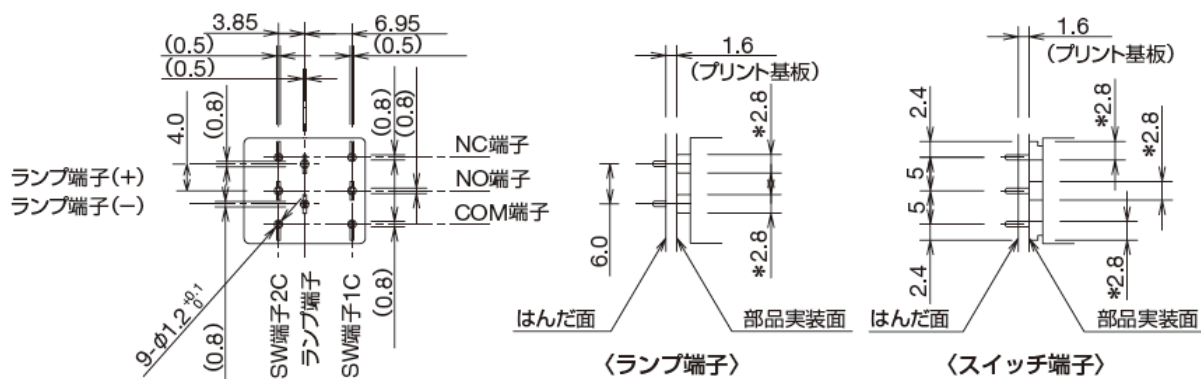 3.85
6.95
(0.5)
(0.5)
(0.5)
4.0
(0.8)
(0.8)
(0.8)
NC端子
ランプ端子(+)
NO端子
ランプ端子(−)
COM端子
9-Φ1.2 +0.1 0
(0.8)
SW端子2C
ランプ端子
SW端子1C
(0.8)
1.6
(プリント基板)
*2.8
6.0
*2.8
はんだ面
部品実装面
〈ランプ端子〉
1.6
(プリント基板)
2.4
*2.8
*2.8
5
5
2.4
*2.8
はんだ面
部品実装面
〈スイッチ端子〉